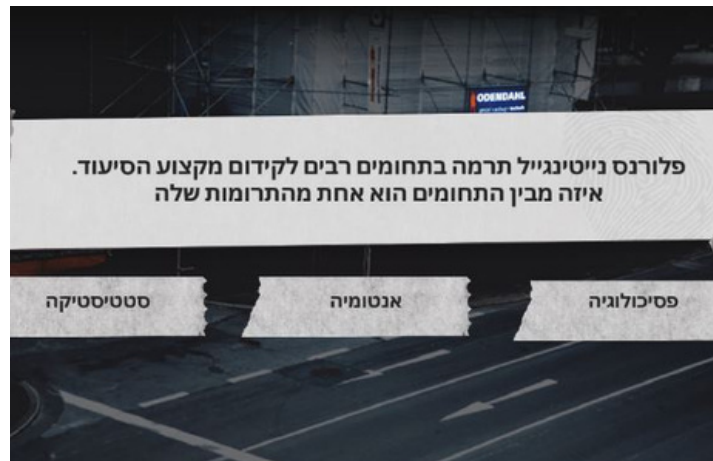 ODENDAHL
פלורנס נייטינגייל תרמה בתחומים רבים לקידום מקצוע הסיעוד.
איזה מבין התחומים הוא אחת מהתרומות שלה
פסיכולוגיה
אנטומיה
סטטיסטיקה